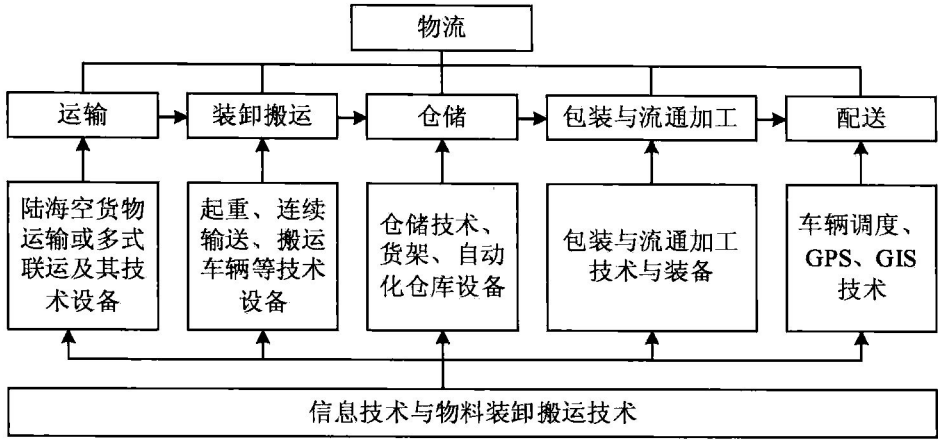 物流
运输
装卸搬运
仓储
包装与流通加工
配送
陆海空货物
运输或多式
联运及其技
术设备
起重、连续
输送、搬运
车辆等技术
设备
仓储技术、
货架、自动
化仓库设备
包装与流通加工
技术与装备
车辆调度、
GPS、GIS
技术
信息技术与物料装卸搬运技术